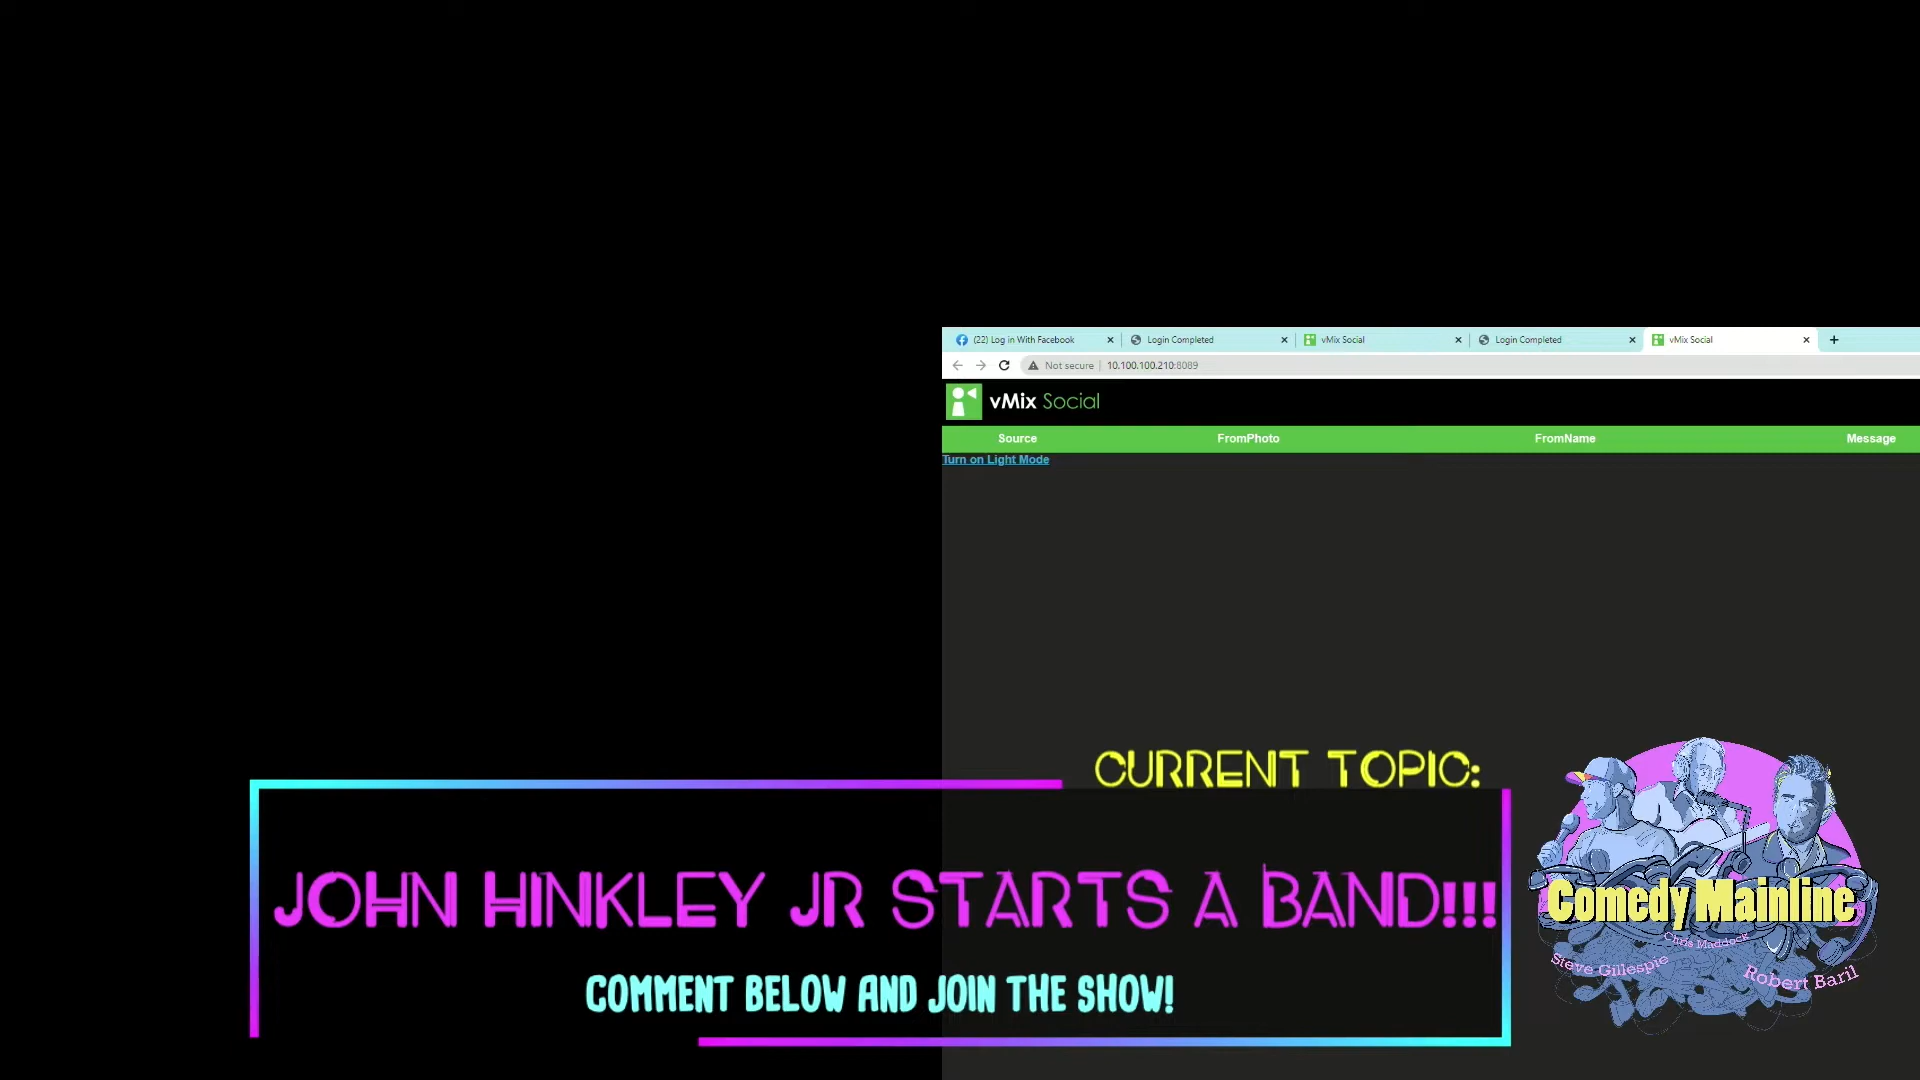 (22) Log in With Facebook
Login Completed
vMix Social
Login Completed
vMix Social
Not secure
10.100.100.210:8089
vMix Social
Source FromPhoto FromName Message
Turn on Light Mode
CURRENT TOPIC:
JOHN HINKLEY JR STARTS A BAND!!!
COMMENT BELOW AND JOIN THE SHOW!
Comedy Mainline
Chris Maddock
Steve Gillespie
Robert Baril